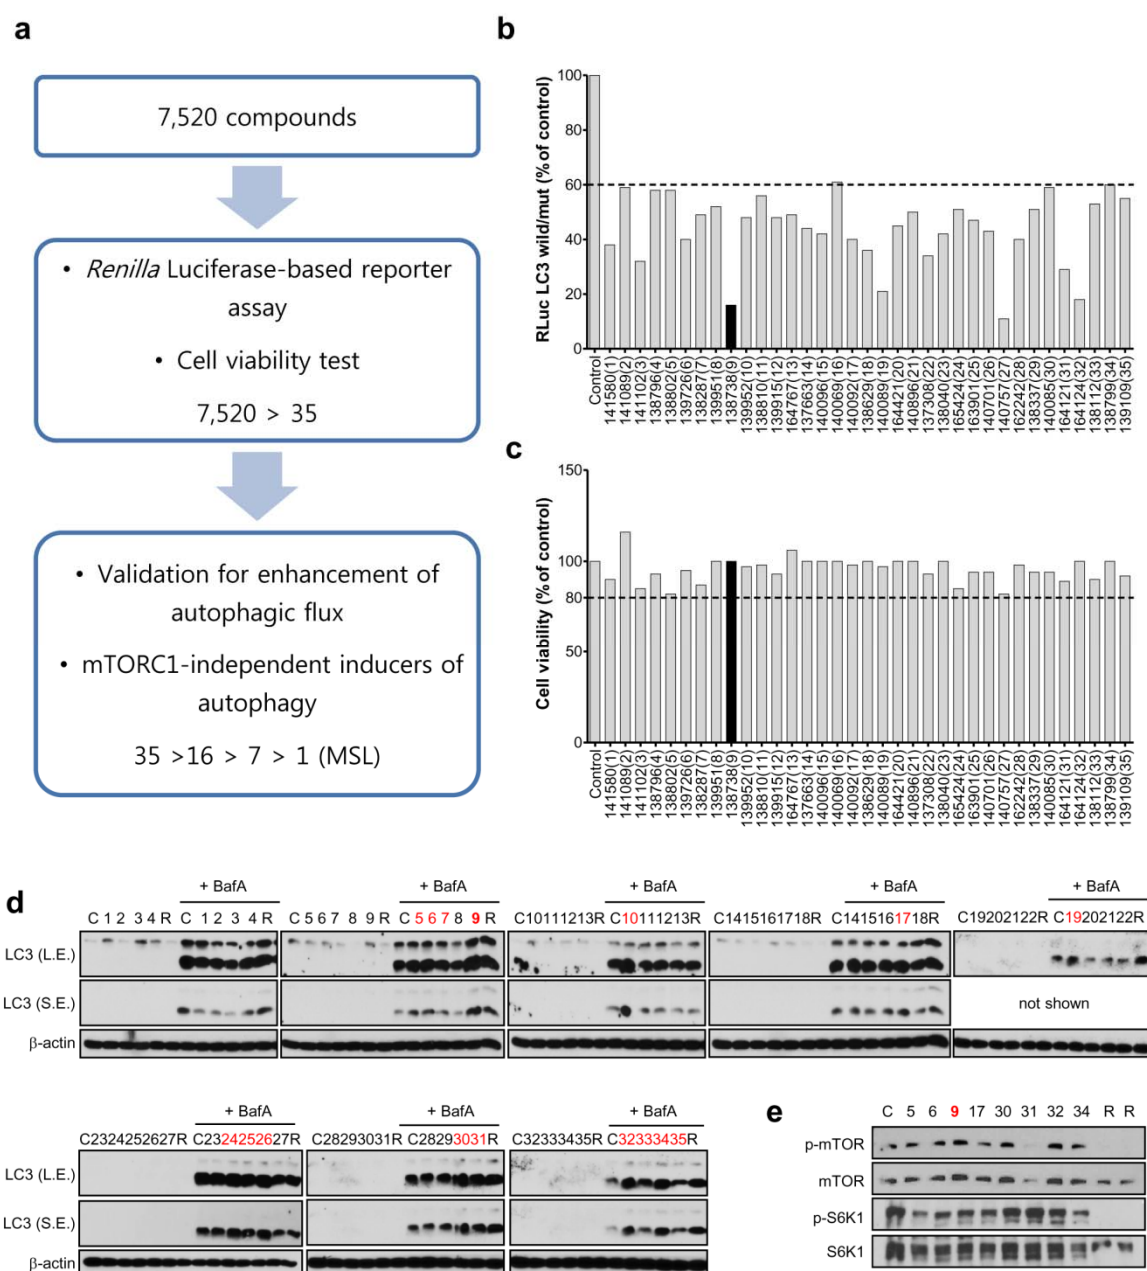 a
7,520 compounds
• Renilla Luciferase-based reporter
assay
• Cell viability test
7,520 > 35
• Validation for enhancement of
autophagic flux
• mTORC1-independent inducers of
autophagy
35 >16 > 7 > 1 (MSL)
b
RLuc LC3 wild/mut (% of control)
100
80
60
40
20
0
Control
141580(1)
141089(2)
141102(3)
138796(4)
138802(5)
139726(6)
138287(7)
139951(8)
138738(9)
139952(10)
138810(11)
139915(12)
164767(13)
137663(14)
140096(15)
140069(16)
140092(17)
138629(18)
140089(19)
164421(20)
140896(21)
137308(22)
138040(23)
165424(24)
163901(25)
140701(26)
140757(27)
162242(28)
138337(29)
140085(30)
164121(31)
164124(32)
138112(33)
138799(34)
139109(35)
c
Cell viability (% of control)
150
100
80
50
0
Control
141580(1)
141089(2)
141102(3)
138796(4)
138802(5)
139726(6)
138287(7)
139951(8)
138738(9)
139952(10)
138810(11)
139915(12)
164767(13)
137663(14)
140096(15)
140069(16)
140092(17)
138629(18)
140089(19)
164421(20)
140896(21)
137308(22)
138040(23)
165424(24)
163901(25)
140701(26)
140757(27)
162242(28)
138337(29)
140085(30)
164121(31)
164124(32)
138112(33)
138799(34)
139109(35)
d
+ BafA + BafA + BafA + BafA + BafA
C 1 2 3 4 R C 1 2 3 4 R C 5 6 7 8 9 R C 5 6 7 8 9 R C10111213R C10111213R C1415161718R C1415161718R C19202122R C19202122R
LC3 (L.E.)
LC3 (S.E.) not shown
β-actin
+ BafA + BafA + BafA
C2324252627R C2324252627R C28293031R C28293031R C32333435R C32333435R
LC3 (L.E.)
LC3 (S.E.)
β-actin
e
C 5 6 9 17 30 31 32 34 R R
p-mTOR
mTOR
p-S6K1
S6K1